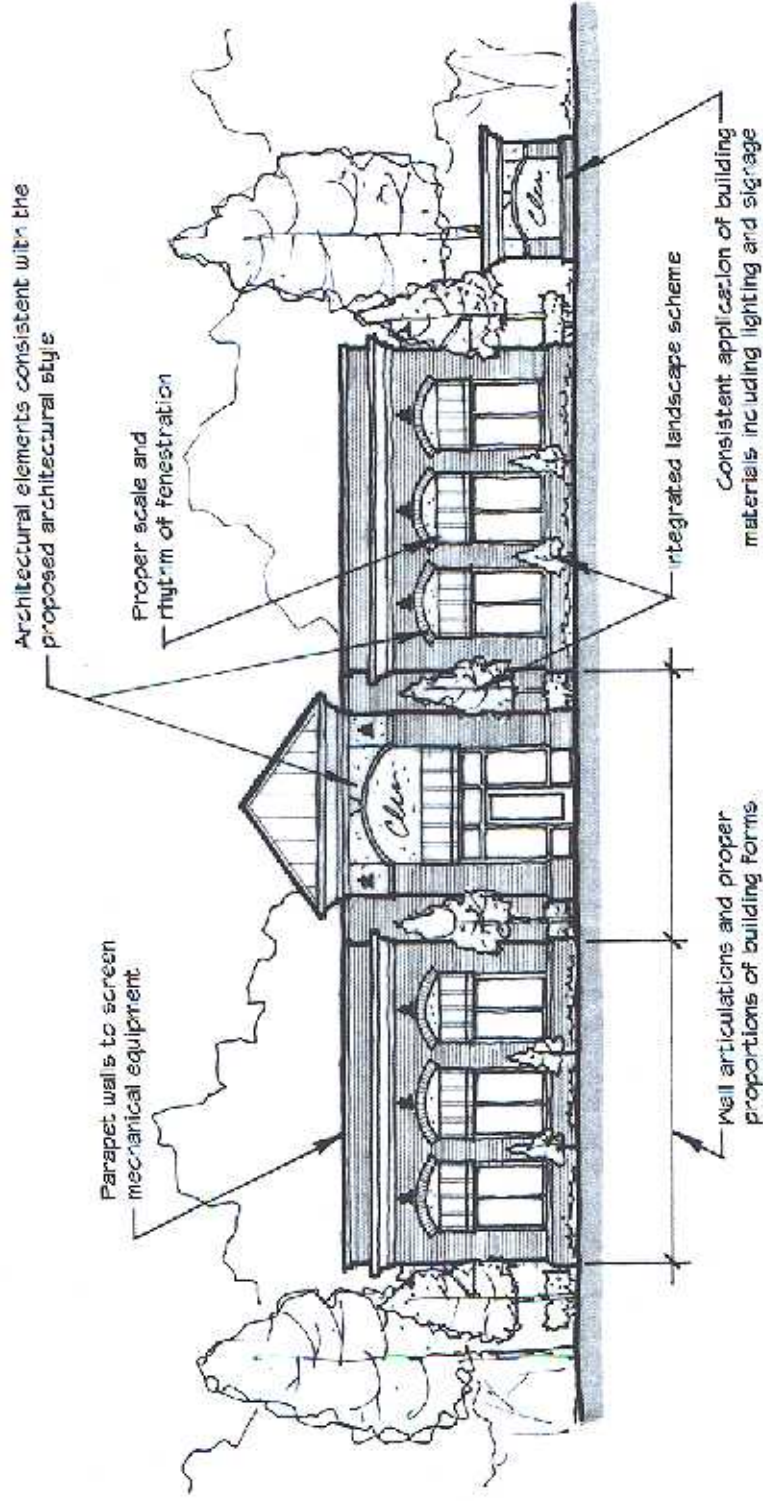 Architectural elements consistent with the
proposed architectural style
Proper scale and
rhythm of fenestration
Parapet walls to screen
mechanical equipment
Wall articulations and proper
proportions of building forms
Integrated landscape scheme
Consistent application of building
materials including lighting and signage